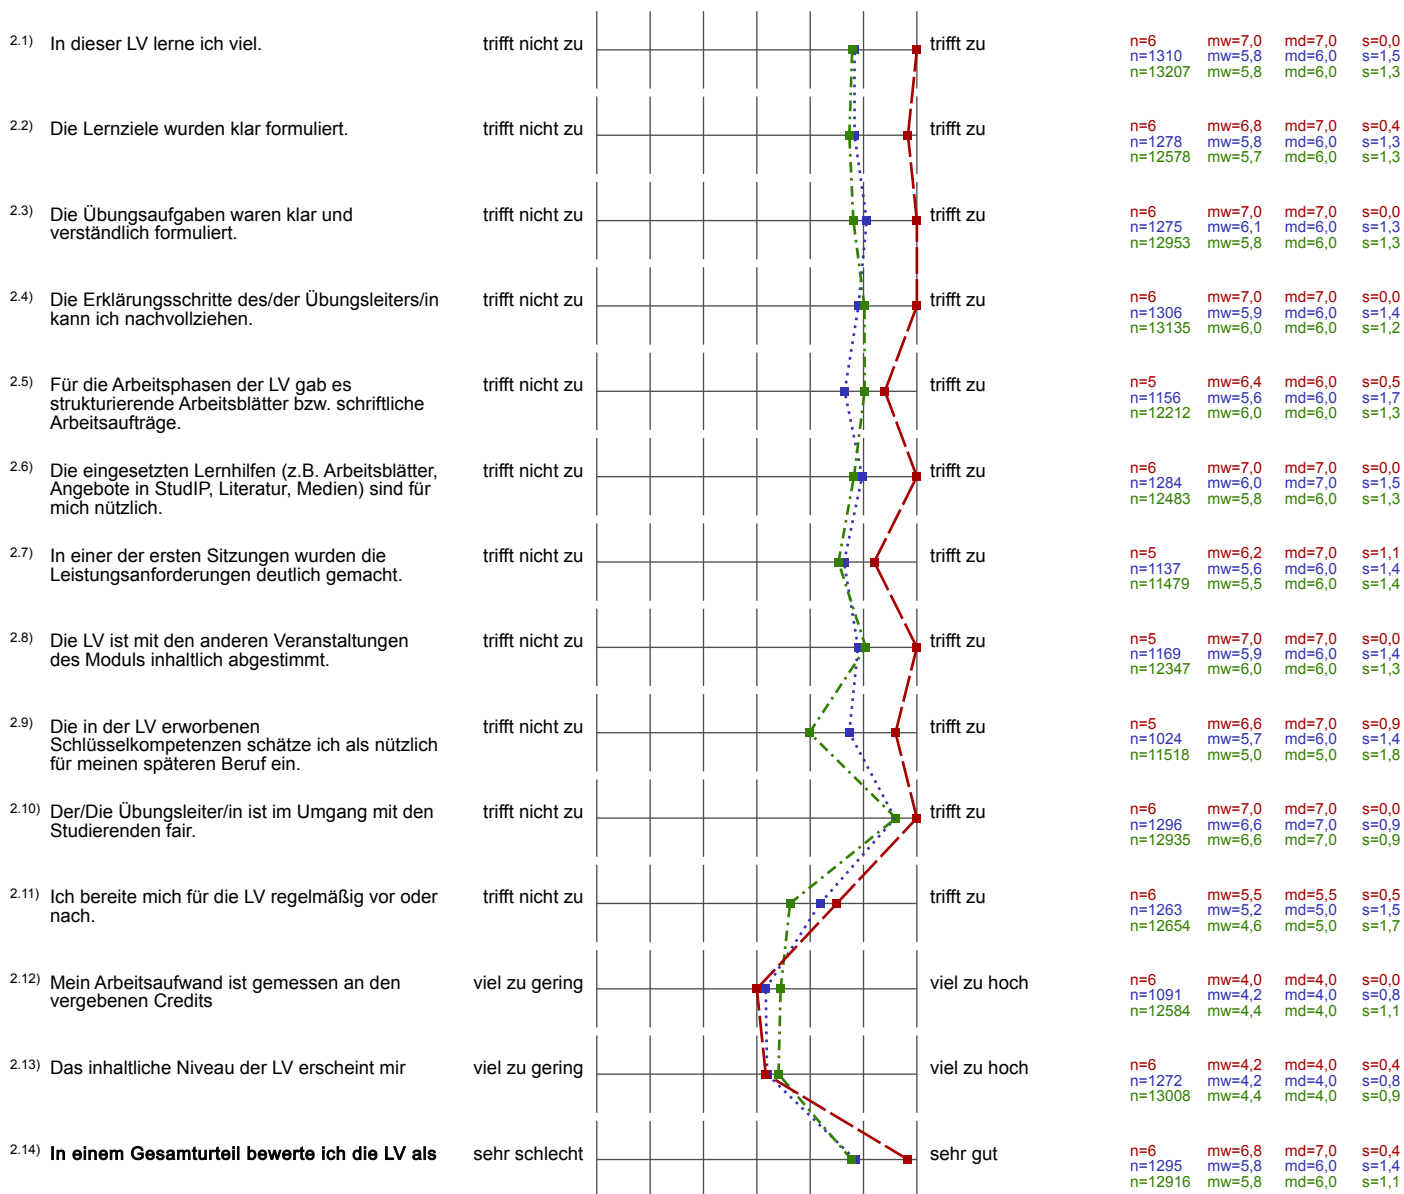 2.1) In dieser LV lerne ich viel. trifft nicht zu trifft zu n=6 mw=7,0 md=7,0 s=0,0
n=1310 mw=5,8 md=6,0 s=1,5
n=13207 mw=5,8 md=6,0 s=1,3
2.2) Die Lernziele wurden klar formuliert. trifft nicht zu trifft zu n=6 mw=6,8 md=7,0 s=0,4
n=1278 mw=5,8 md=6,0 s=1,3
n=12578 mw=5,7 md=6,0 s=1,3
2.3) Die Übungsaufgaben waren klar und trifft nicht zu trifft zu n=6 mw=7,0 md=7,0 s=0,0
verständlich formuliert. n=1275 mw=6,1 md=6,0 s=1,3
n=12953 mw=5,8 md=6,0 s=1,3
2.4) Die Erklärungsschritte des/der Übungsleiters/in trifft nicht zu trifft zu n=6 mw=7,0 md=7,0 s=0,0
kann ich nachvollziehen. n=1306 mw=5,9 md=6,0 s=1,4
n=13135 mw=6,0 md=6,0 s=1,2
2.5) Für die Arbeitsphasen der LV gab es trifft nicht zu trifft zu n=5 mw=6,4 md=6,0 s=0,5
strukturierende Arbeitsblätter bzw. schriftliche n=1156 mw=5,6 md=6,0 s=1,7
Arbeitsaufträge. n=12212 mw=6,0 md=6,0 s=1,3
2.6) Die eingesetzten Lernhilfen (z.B. Arbeitsblätter, trifft nicht zu trifft zu n=6 mw=7,0 md=7,0 s=0,0
Angebote in StudIP, Literatur, Medien) sind für n=1284 mw=6,0 md=7,0 s=1,5
mich nützlich. n=12483 mw=5,8 md=6,0 s=1,3
2.7) In einer der ersten Sitzungen wurden die trifft nicht zu trifft zu n=5 mw=6,2 md=7,0 s=1,1
Leistungsanforderungen deutlich gemacht. n=1137 mw=5,6 md=6,0 s=1,4
n=11479 mw=5,5 md=6,0 s=1,4
2.8) Die LV ist mit den anderen Veranstaltungen trifft nicht zu trifft zu n=5 mw=7,0 md=7,0 s=0,0
des Moduls inhaltlich abgestimmt. n=1169 mw=5,9 md=6,0 s=1,4
n=12347 mw=6,0 md=6,0 s=1,3
2.9) Die in der LV erworbenen trifft nicht zu trifft zu n=5 mw=6,6 md=7,0 s=0,9
Schlüsselkompetenzen schätze ich als nützlich n=1024 mw=5,7 md=6,0 s=1,4
für meinen späteren Beruf ein. n=11518 mw=5,0 md=5,0 s=1,8
2.10) Der/Die Übungsleiter/in ist im Umgang mit den trifft nicht zu trifft zu n=6 mw=7,0 md=7,0 s=0,0
Studierenden fair. n=1296 mw=6,6 md=7,0 s=0,9
n=12935 mw=6,6 md=7,0 s=0,9
2.11) Ich bereite mich für die LV regelmäßig vor oder trifft nicht zu trifft zu n=6 mw=5,5 md=5,5 s=0,5
nach. n=1263 mw=5,2 md=5,0 s=1,5
n=12654 mw=4,6 md=5,0 s=1,7
2.12) Mein Arbeitsaufwand ist gemessen an den viel zu gering viel zu hoch n=6 mw=4,0 md=4,0 s=0,0
vergebenen Credits n=1091 mw=4,2 md=4,0 s=0,8
n=12584 mw=4,4 md=4,0 s=1,1
2.13) Das inhaltliche Niveau der LV erscheint mir viel zu gering viel zu hoch n=6 mw=4,2 md=4,0 s=0,4
n=1272 mw=4,2 md=4,0 s=0,8
n=13008 mw=4,4 md=4,0 s=0,9
2.14) In einem Gesamturteil bewerte ich die LV als sehr schlecht sehr gut n=6 mw=6,8 md=7,0 s=0,4
n=1295 mw=5,8 md=6,0 s=1,4
n=12916 mw=5,8 md=6,0 s=1,1